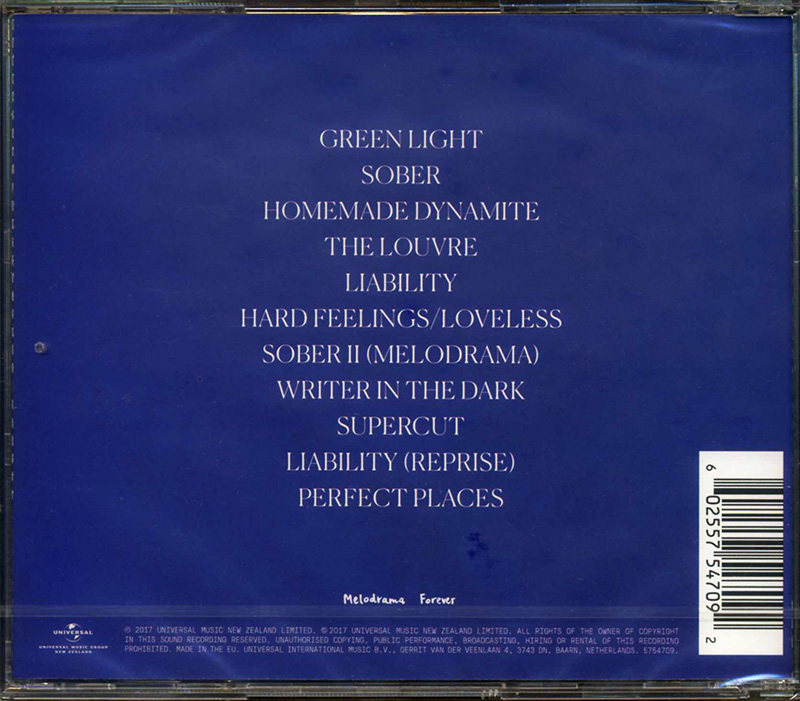 GREEN LIGHT
SOBER
HOMEMADE DYNAMITE
THE LOUVRE
LIABILITY
HARD FEELINGS/LOVELESS
SOBER II (MELODRAMA)
WRITER IN THE DARK
SUPERCUT
LIABILITY (REPRISE)
PERFECT PLACES
Melodrama Forever
UNIVERSAL
UNIVERSAL MUSIC GROUP
NEW ZEALAND
℗ 2017 UNIVERSAL MUSIC NEW ZEALAND LIMITED. © 2017 UNIVERSAL MUSIC NEW ZEALAND LIMITED. ALL RIGHTS OF THE OWNER OF COPYRIGHT
IN THIS SOUND RECORDING RESERVED. UNAUTHORISED COPYING, PUBLIC PERFORMANCE, BROADCASTING, HIRING OR RENTAL OF THIS RECORDING
PROHIBITED. MADE IN THE EU. UNIVERSAL INTERNATIONAL MUSIC B.V., GERRIT VAN DER VEENLAAN 4, 3743 DN, BAARN, NETHERLANDS. 5754709.
6 02557 54709 2